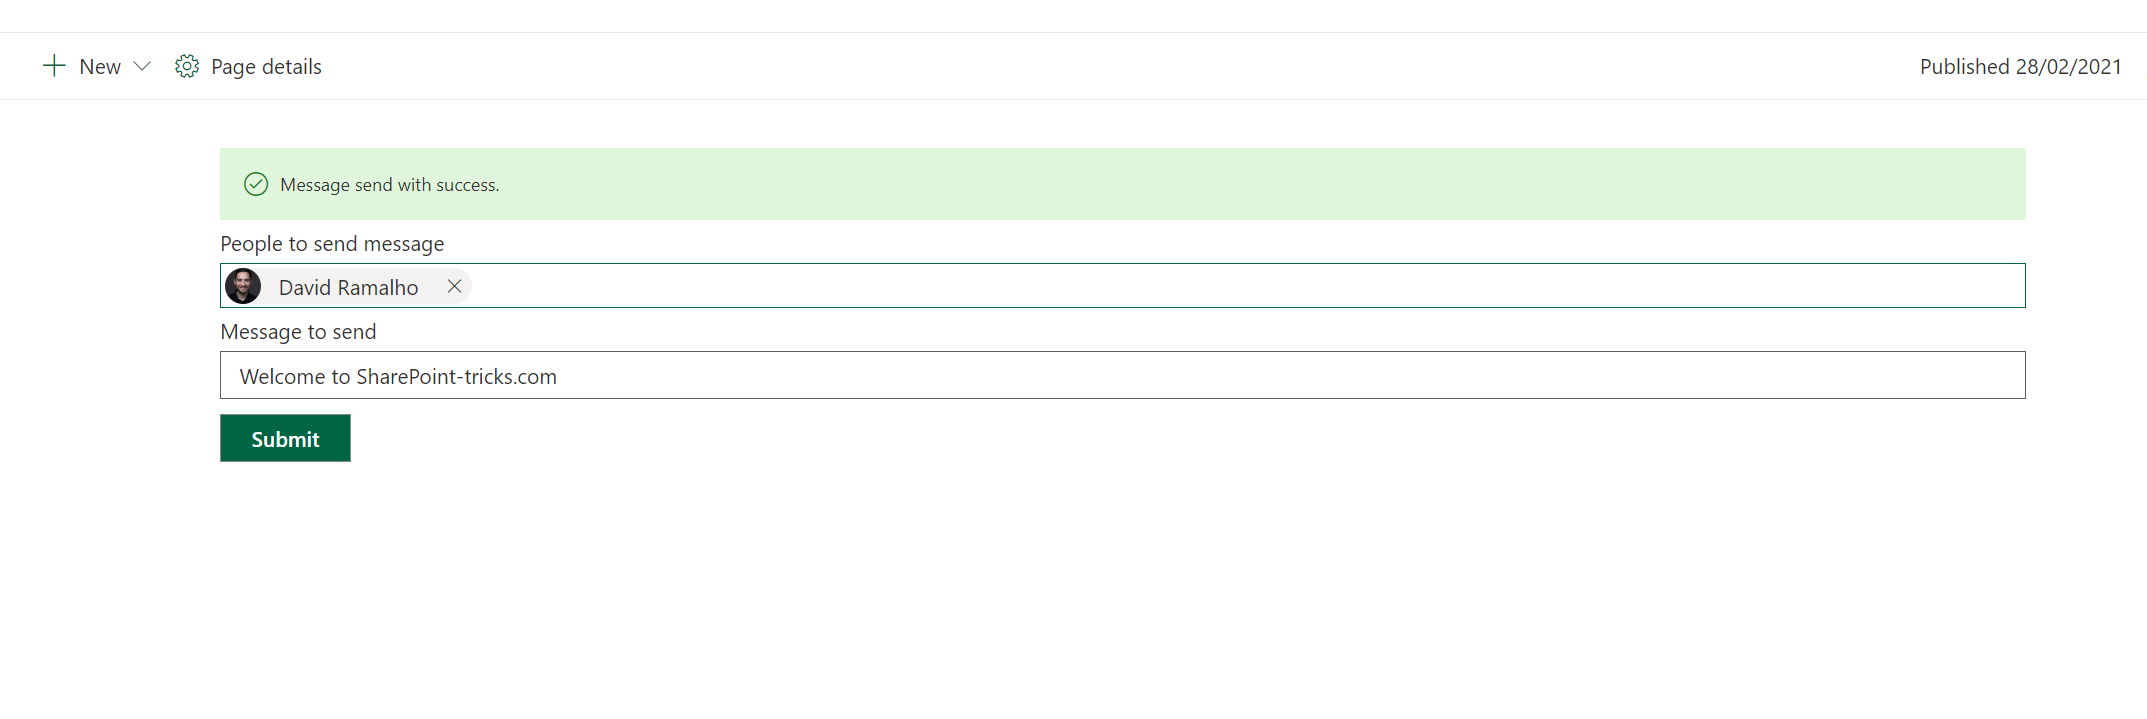 New
Page details
Published 28/02/2021
Message send with success.
People to send message
David Ramalho
Message to send
Welcome to SharePoint-tricks.com
Submit